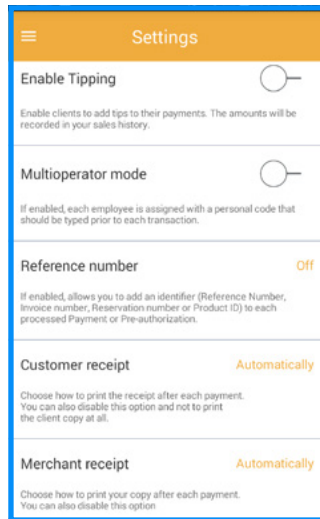 Settings
Enable Tipping
Enable clients to add tips to their payments. The amounts will be
recorded in your sales history.
Multioperator mode
If enabled, each employee is assigned with a personal code that
should be typed prior to each transaction.
Reference number Off
If enabled, allows you to add an identifier (Reference Number,
Invoice number, Reservation number or Product ID) to each
processed Payment or Pre-authorization.
Customer receipt Automatically
Choose how to print the receipt after each payment.
You can also disable this option and not to print
the client copy at all.
Merchant receipt Automatically
Choose how to print your copy after each payment.
You can also disable this option